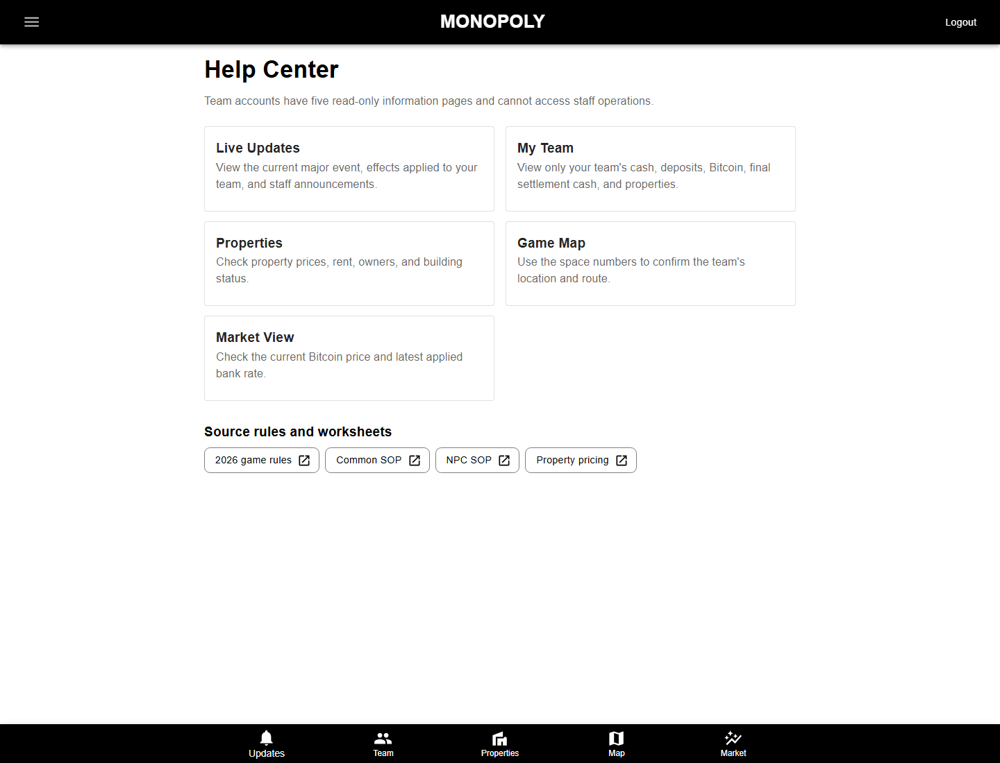 MONOPOLY
Logout
Help Center
Team accounts have five read-only information pages and cannot access staff operations.
Live Updates
View the current major event, effects applied to your
team, and staff announcements.
My Team
View only your team's cash, deposits, Bitcoin, final
settlement cash, and properties.
Properties
Check property prices, rent, owners, and building
status.
Game Map
Use the space numbers to confirm the team's
location and route.
Market View
Check the current Bitcoin price and latest applied
bank rate.
Source rules and worksheets
2026 game rules
Common SOP
NPC SOP
Property pricing
Updates
Team
Properties
Map
Market